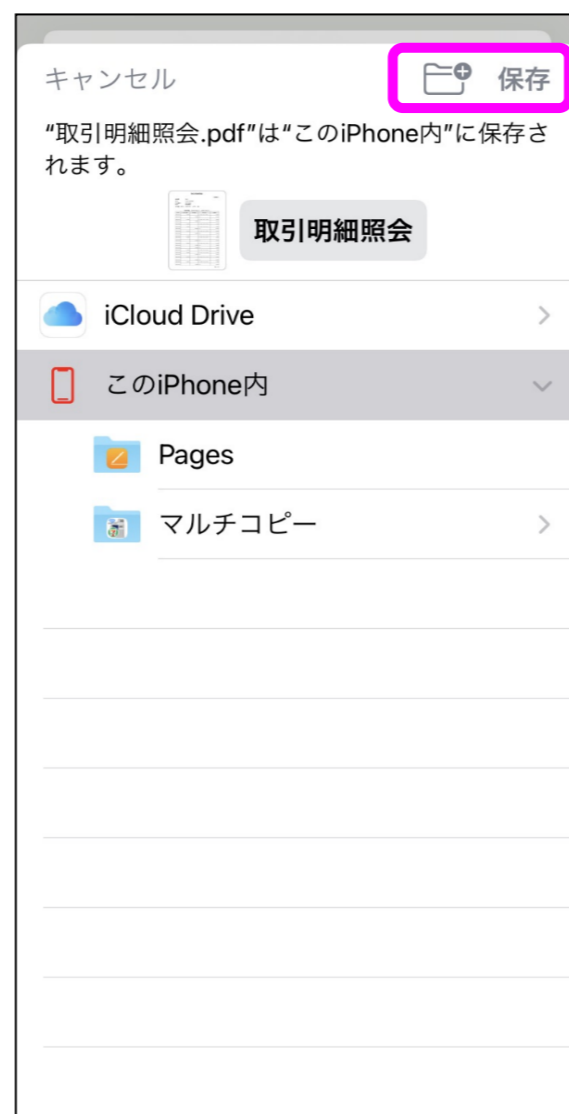 キャンセル 保存
“取引明細照会.pdf”は“このiPhone内”に保存さ
れます。
取引明細照会
iCloud Drive
このiPhone内
Pages
マルチコピー